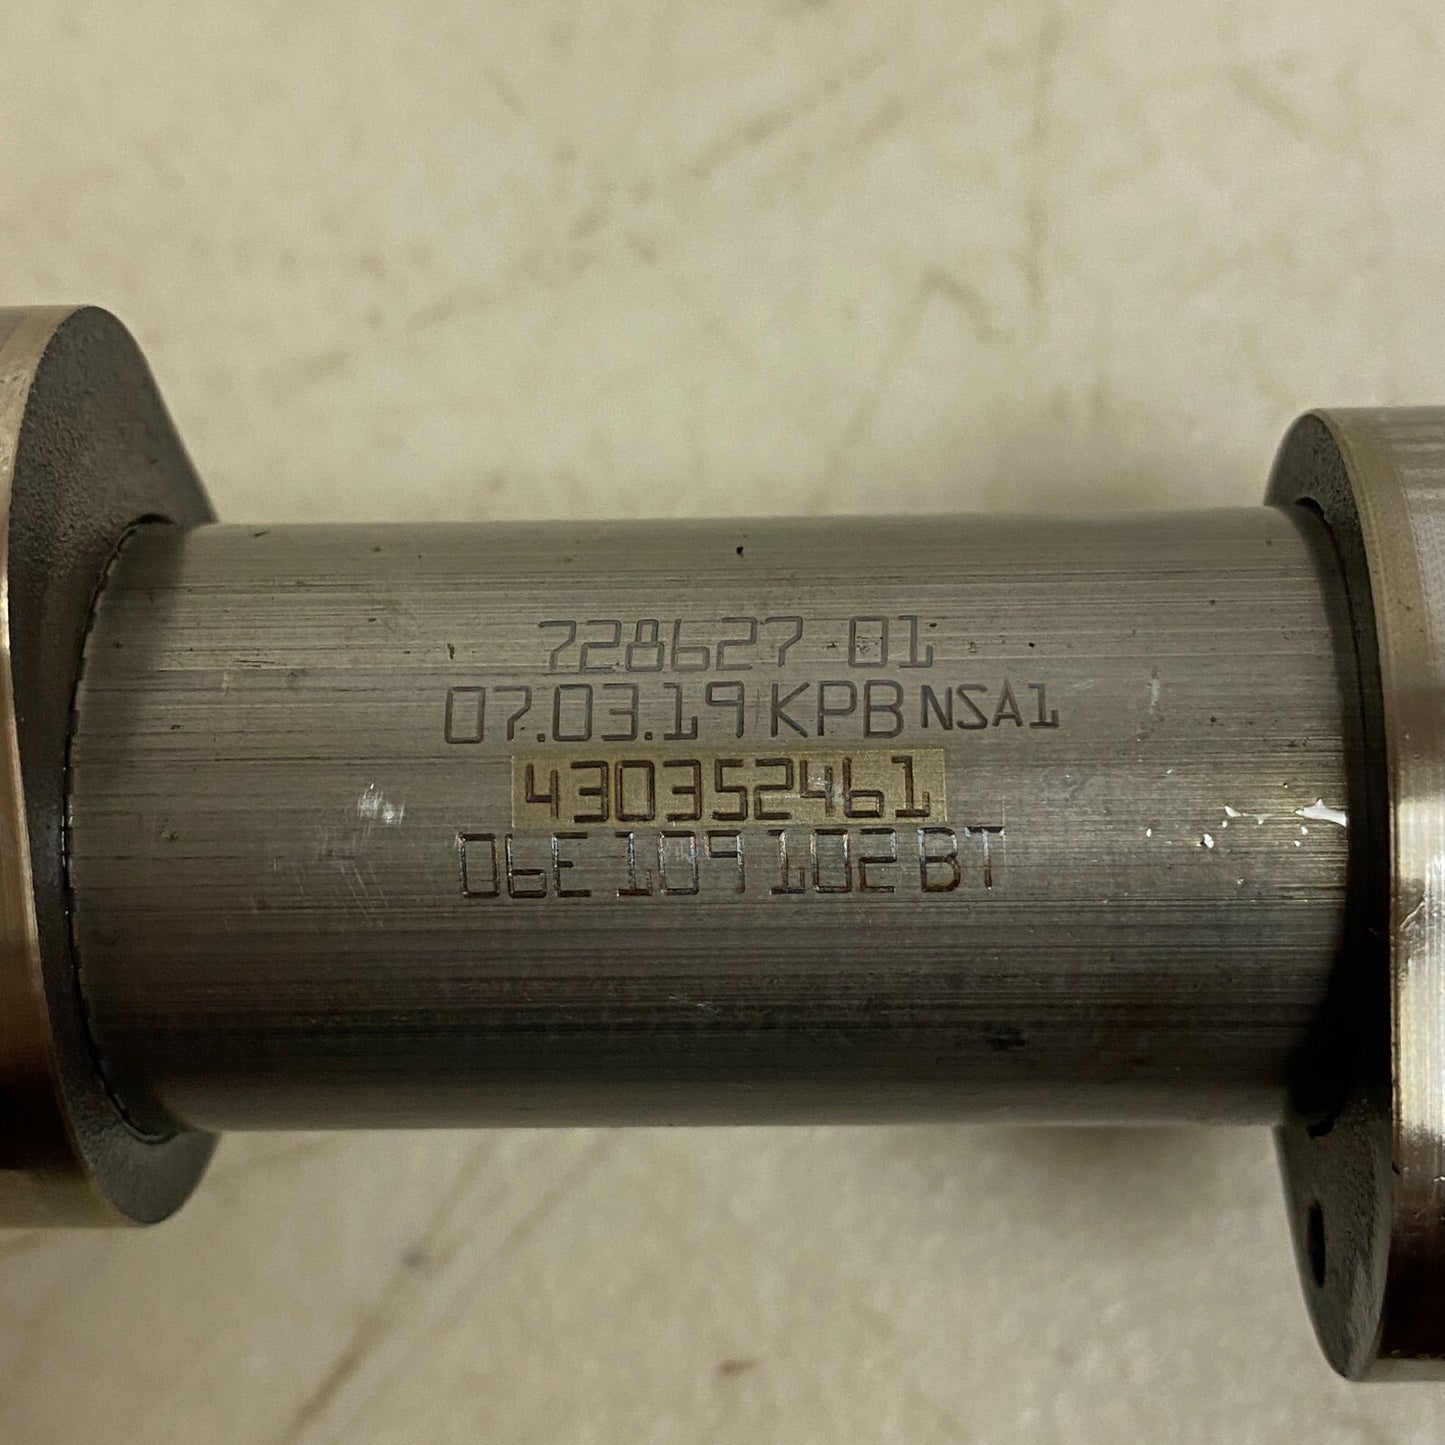 728627 01
07.03.19 KPB NSA1
430352461
06E 109 102 BT